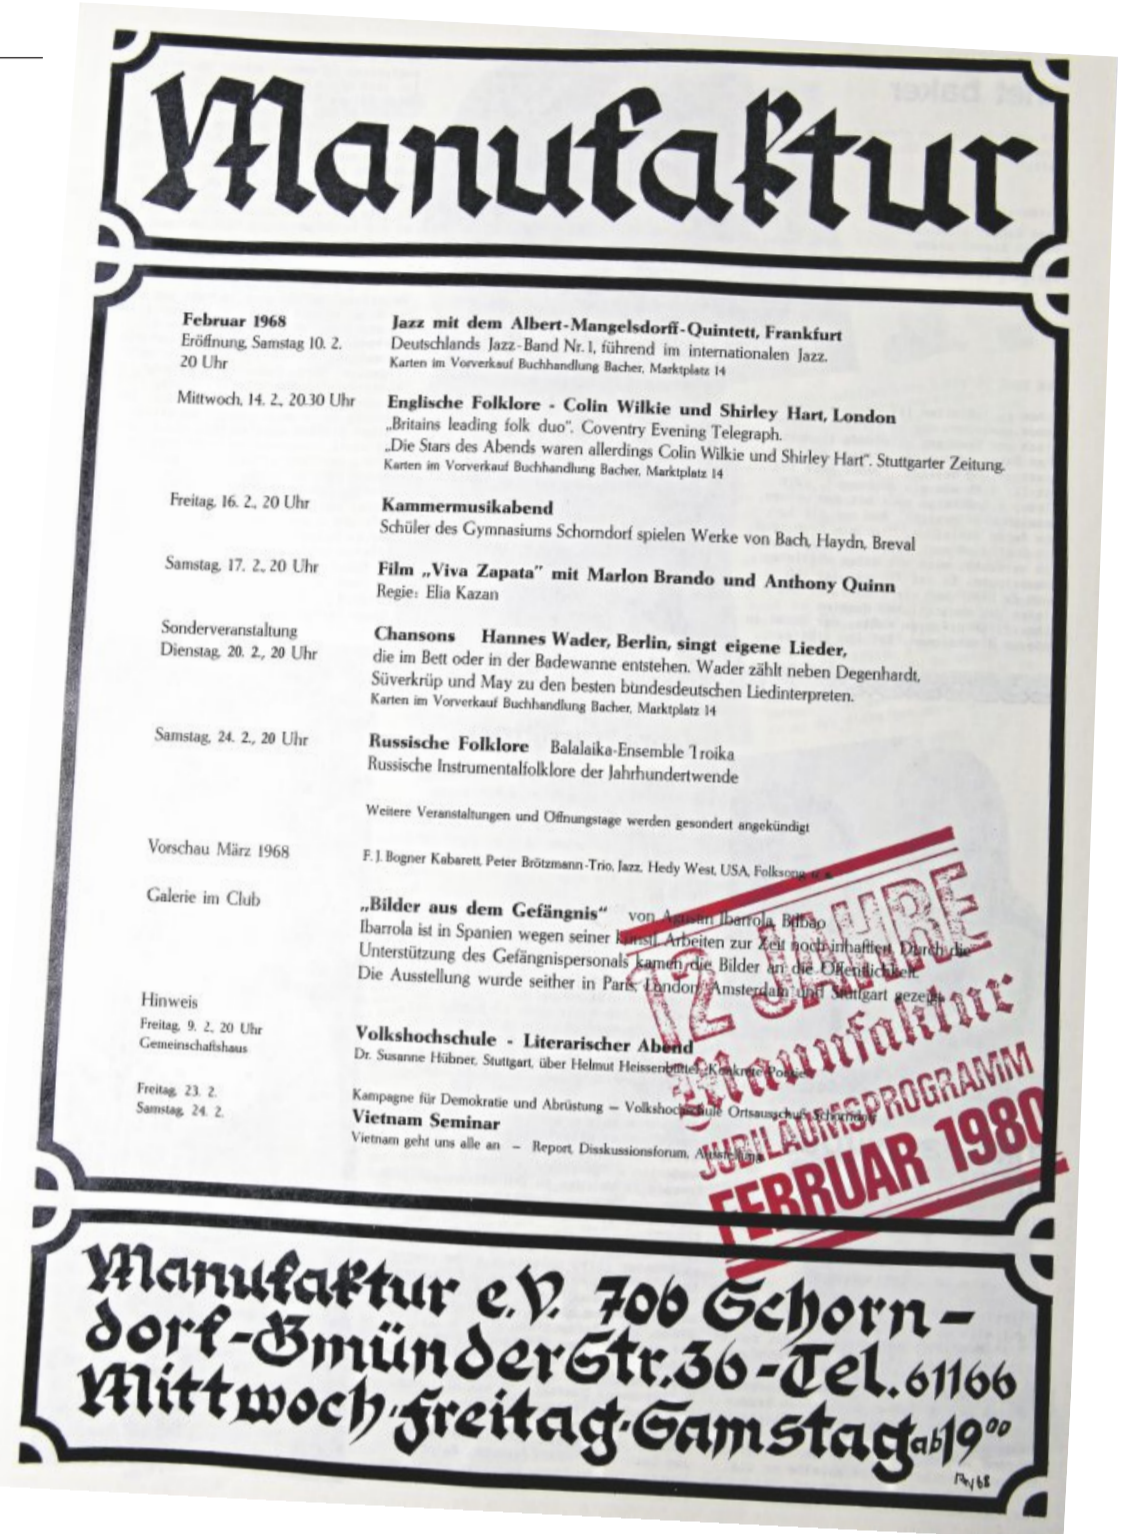 Manufaktur
Februar 1968
Eröffnung, Samstag 10. 2.
20 Uhr
Jazz mit dem Albert-Mangelsdorff-Quintett, Frankfurt
Deutschlands Jazz-Band Nr. 1, führend im internationalen Jazz.
Karten im Vorverkauf Buchhandlung Bacher, Marktplatz 14
Mittwoch, 14. 2., 20.30 Uhr
Englische Folklore - Colin Wilkie und Shirley Hart, London
„Britains leading folk duo“. Coventry Evening Telegraph.
„Die Stars des Abends waren allerdings Colin Wilkie und Shirley Hart“. Stuttgarter Zeitung.
Karten im Vorverkauf Buchhandlung Bacher, Marktplatz 14
Freitag, 16. 2., 20 Uhr
Kammermusikabend
Schüler des Gymnasiums Schorndorf spielen Werke von Bach, Haydn, Breval
Samstag, 17. 2., 20 Uhr
Film „Viva Zapata“ mit Marlon Brando und Anthony Quinn
Regie: Elia Kazan
Sonderveranstaltung
Dienstag, 20. 2., 20 Uhr
Chansons Hannes Wader, Berlin, singt eigene Lieder,
die im Bett oder in der Badewanne entstehen. Wader zählt neben Degenhardt,
Süverkrüp und May zu den besten bundesdeutschen Liedinterpreten.
Karten im Vorverkauf Buchhandlung Bacher, Marktplatz 14
Samstag, 24. 2., 20 Uhr
Russische Folklore Balalaika-Ensemble Troika
Russische Instrumentalfolklore der Jahrhundertwende
Weitere Veranstaltungen und Öffnungstage werden gesondert angekündigt
Vorschau März 1968
F. J. Bogner Kabarett, Peter Brötzmann-Trio, Jazz, Hedy West, USA, Folksong
Galerie im Club
„Bilder aus dem Gefängnis“ von Agustin Ibarrola, Bilbao
Ibarrola ist in Spanien wegen seiner künstl. Arbeiten zur Zeit noch inhaftiert. Durch die
Unterstützung des Gefängnispersonals kamen die Bilder an die Öffentlichkeit.
Die Ausstellung wurde seither in Paris, London, Amsterdam und Stuttgart gezeigt.
Hinweis
Freitag, 9. 2., 20 Uhr
Gemeinschaftshaus
Volkshochschule - Literarischer Abend
Dr. Susanne Hübner, Stuttgart, über Helmut Heissenbüttel, Konkrete Poesie
Freitag, 23. 2.
Samstag, 24. 2.
Kampagne für Demokratie und Abrüstung — Volkshochschule Ortsausschuß Schorndorf
Vietnam Seminar
Vietnam geht uns alle an — Report, Disskussionsforum, Ausstellung
12 JAHRE
Manufaktur
JUBILÄUMSPROGRAMM
FEBRUAR 1980
Manufaktur e.V. 706 Schorn-
dorf-Gmünder Str. 36-Tel. 61166
Mittwoch·Freitag·Samstag ab 19⁰⁰